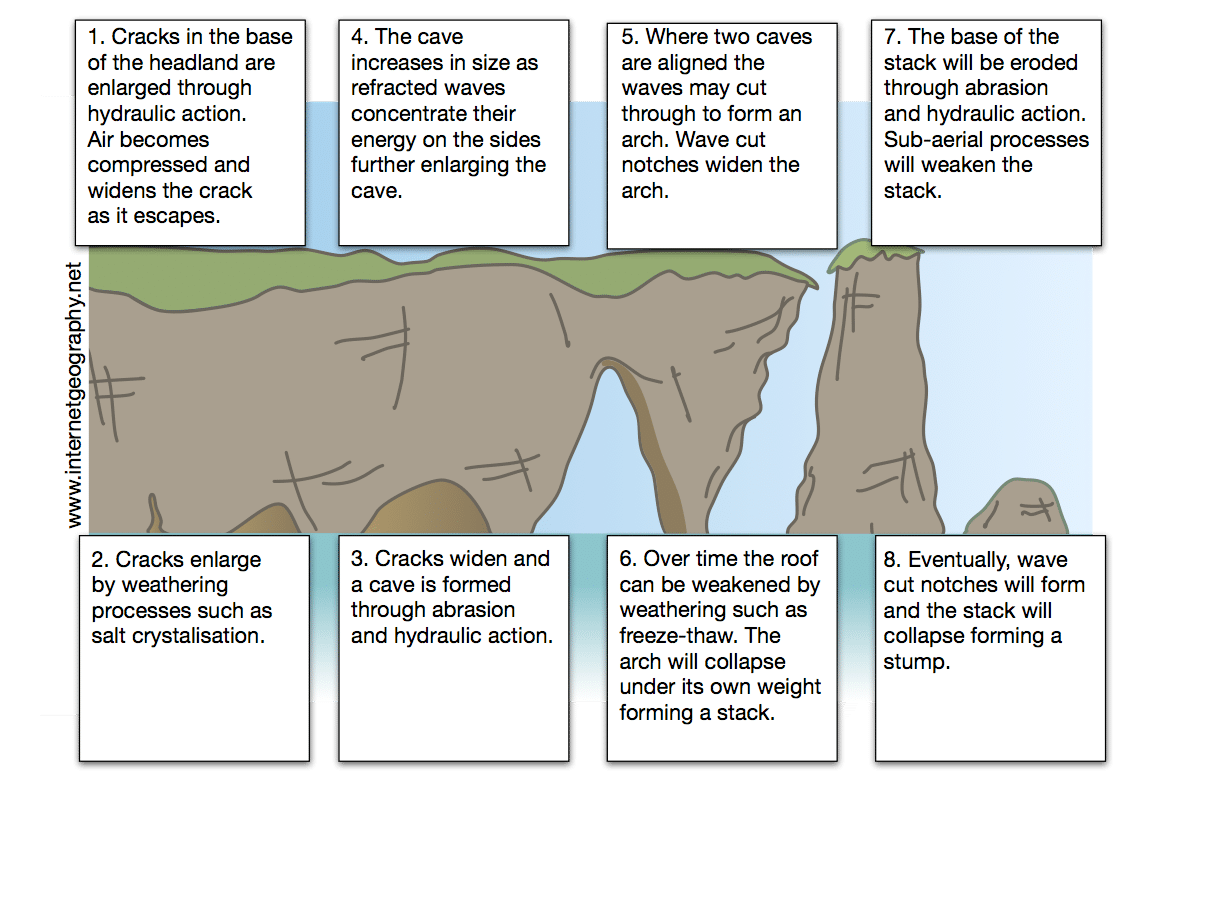 1. Cracks in the base
of the headland are
enlarged through
hydraulic action.
Air becomes
compressed and
widens the crack
as it escapes.
4. The cave
increases in size as
refracted waves
concentrate their
energy on the sides
further enlarging the
cave.
5. Where two caves
are aligned the
waves may cut
through to form an
arch. Wave cut
notches widen the
arch.
7. The base of the
stack will be eroded
through abrasion
and hydraulic action.
Sub-aerial processes
will weaken the
stack.
www.internetgeography.net
2. Cracks enlarge
by weathering
processes such as
salt crystalisation.
3. Cracks widen and
a cave is formed
through abrasion
and hydraulic action.
6. Over time the roof
can be weakened by
weathering such as
freeze-thaw. The
arch will collapse
under its own weight
forming a stack.
8. Eventually, wave
cut notches will form
and the stack will
collapse forming a
stump.